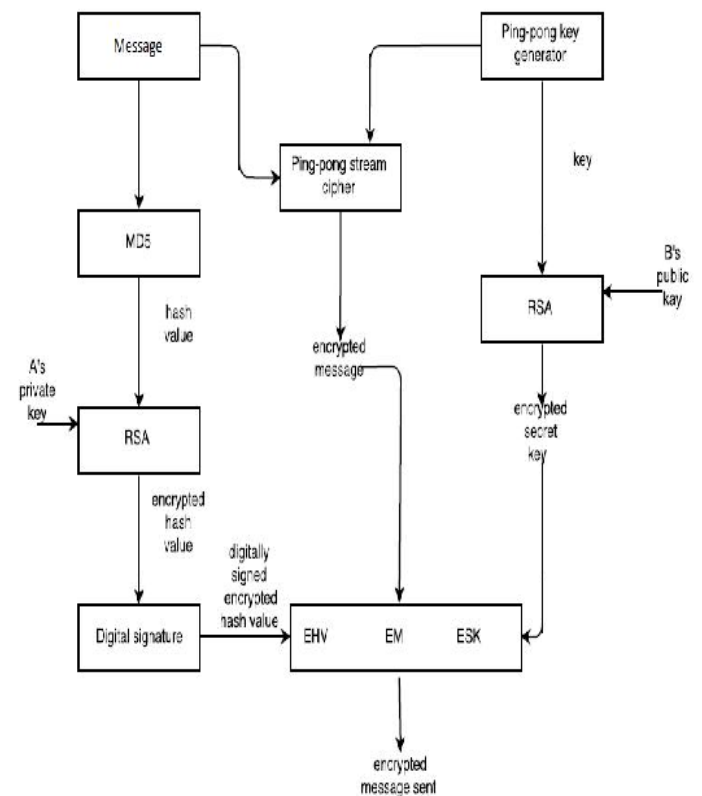 Message
Ping-pong key
generator
Ping-pong stream
cipher
key
MD5
B's
public
kay
RSA
hash
value
encrypted
message
A's
private
key
RSA
encrypted
secret
key
encrypted
hash
value
digitally
signed
encrypted
hash value
Digital signature
EHV EM ESK
encrypted
message sent